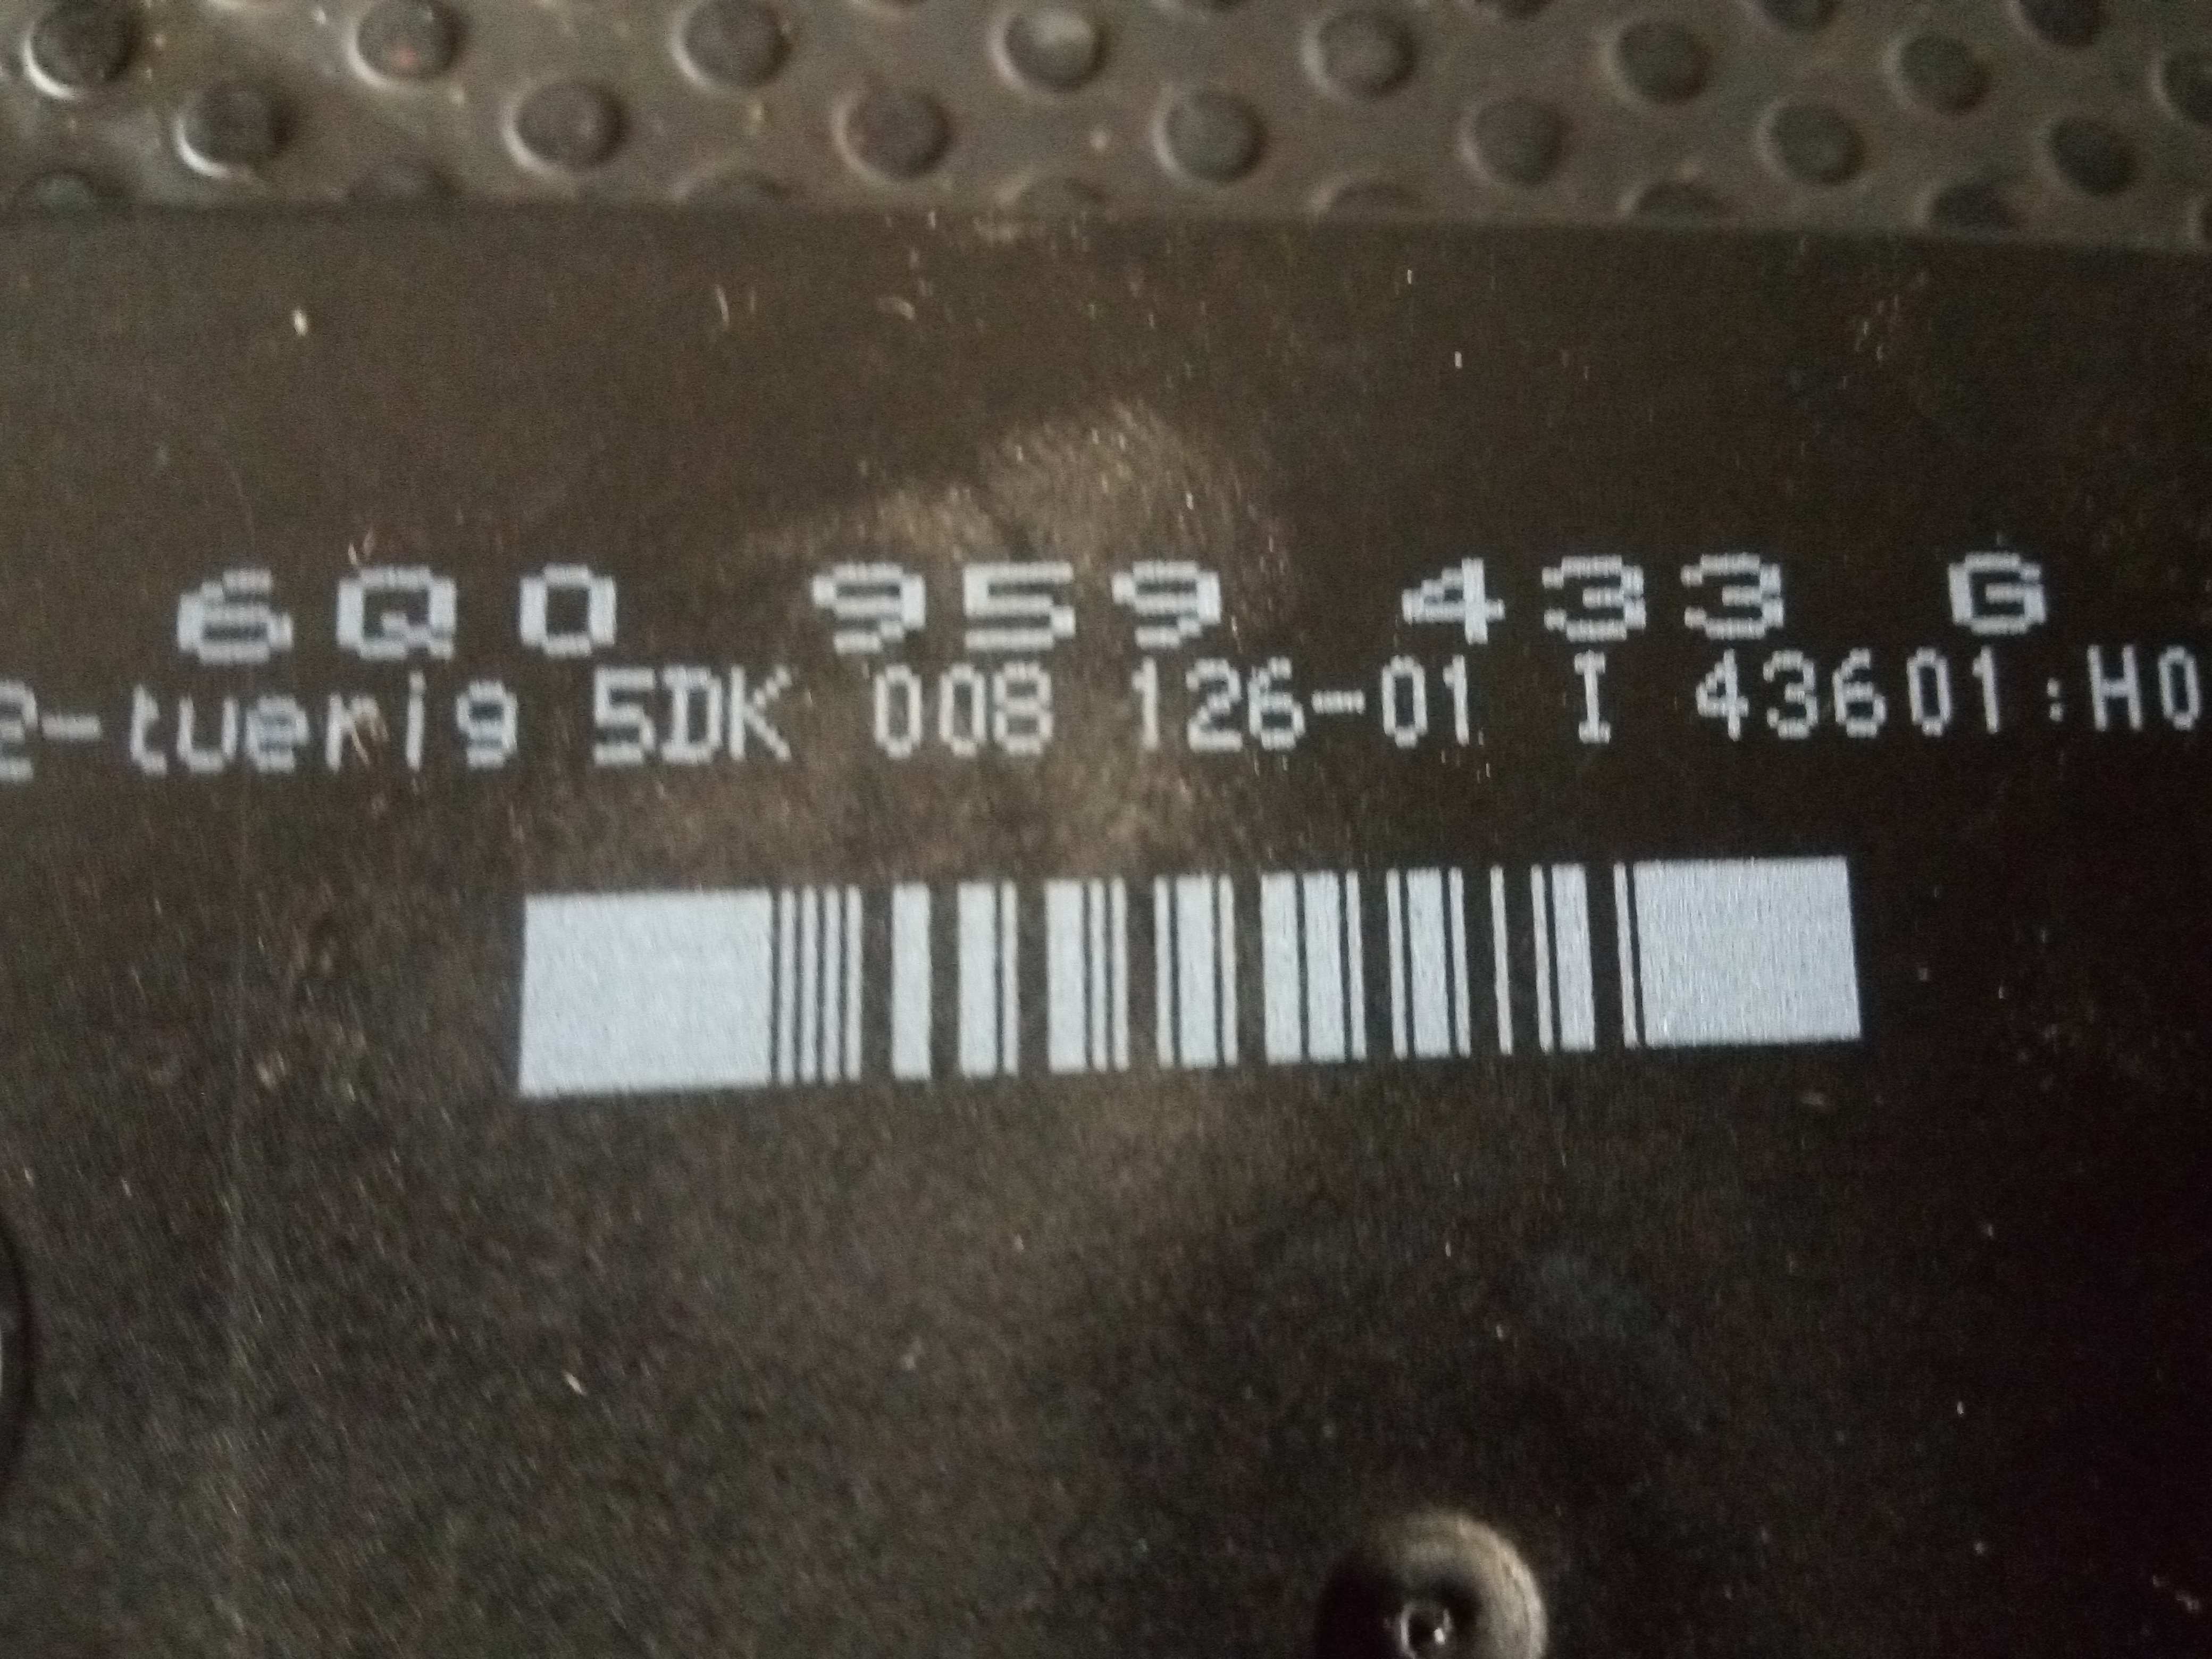 6Q0 959 433 G
2-tuerig 5DK 008 126-01 I 43601:H0